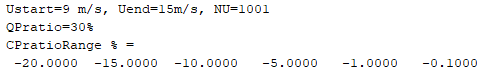 Ustart=9 m/s, Uend=15m/s, NU=1001
QPratio=30%
CPratioRange % =
-20.0000 -15.0000 -10.0000 -5.0000 -1.0000 -0.1000